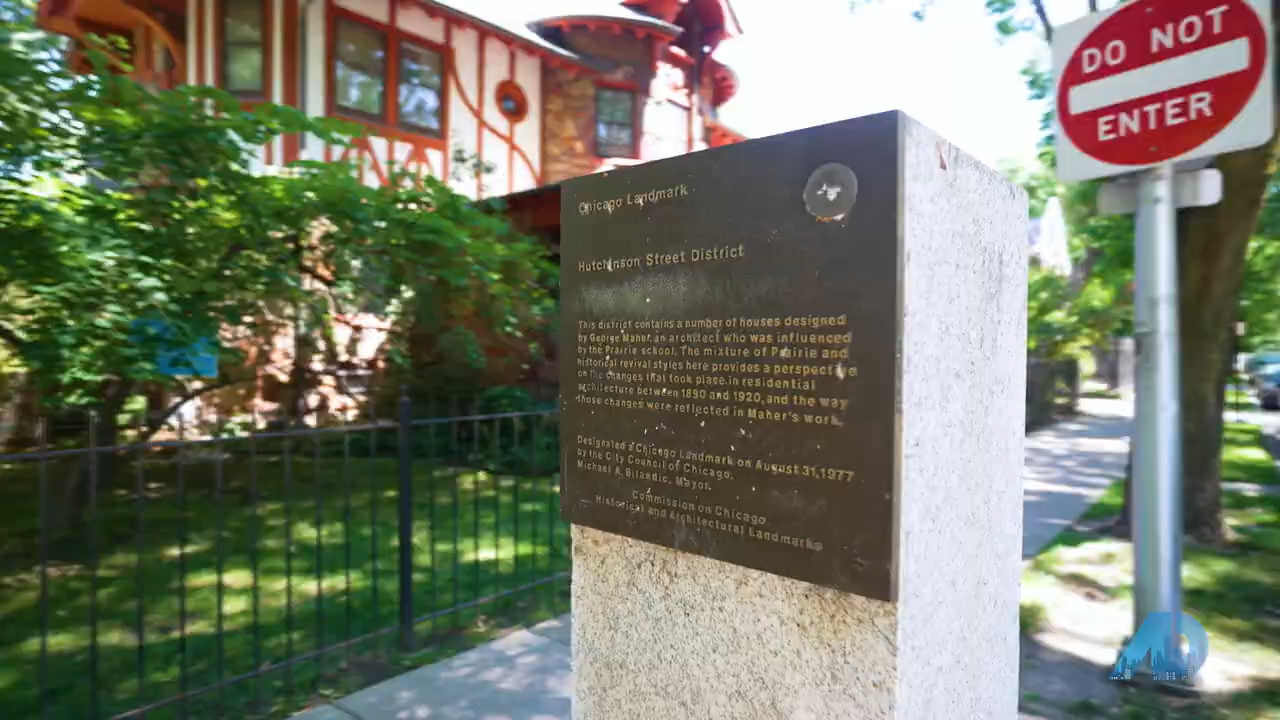 DO NOT
ENTER
Chicago Landmark
Hutchinson Street District
This district contains a number of houses designed
by George Maher, an architect who was influenced
by the Prairie school. The mixture of Prairie and
historical revival styles here provides a perspective
on the changes that took place in residential
architecture between 1890 and 1920, and the way
those changes were reflected in Maher's work.
Designated a Chicago Landmark on August 31, 1977
by the City Council of Chicago.
Michael A. Bilandic, Mayor.
Commission on Chicago
Historical and Architectural Landmarks
AD